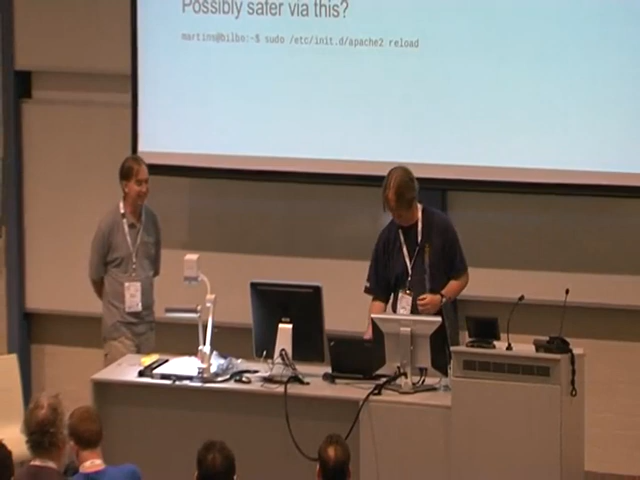 Possibly safer via this?
martins@bilbo:~$ sudo /etc/init.d/apache2 reload